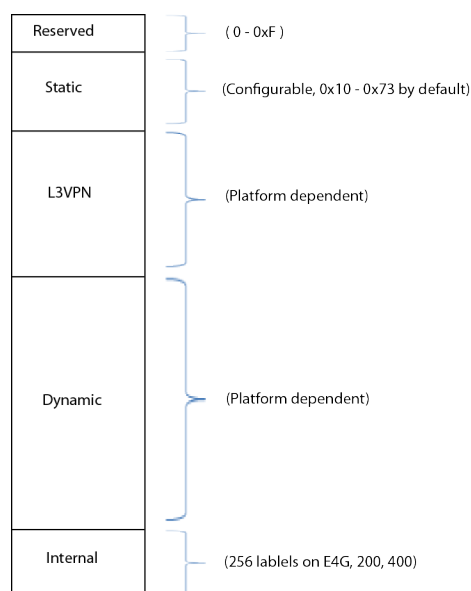 Reserved ( 0 - 0xF )
Static (Configurable, 0x10 - 0x73 by default)
L3VPN (Platform dependent)
Dynamic (Platform dependent)
Internal (256 lablels on E4G, 200, 400)